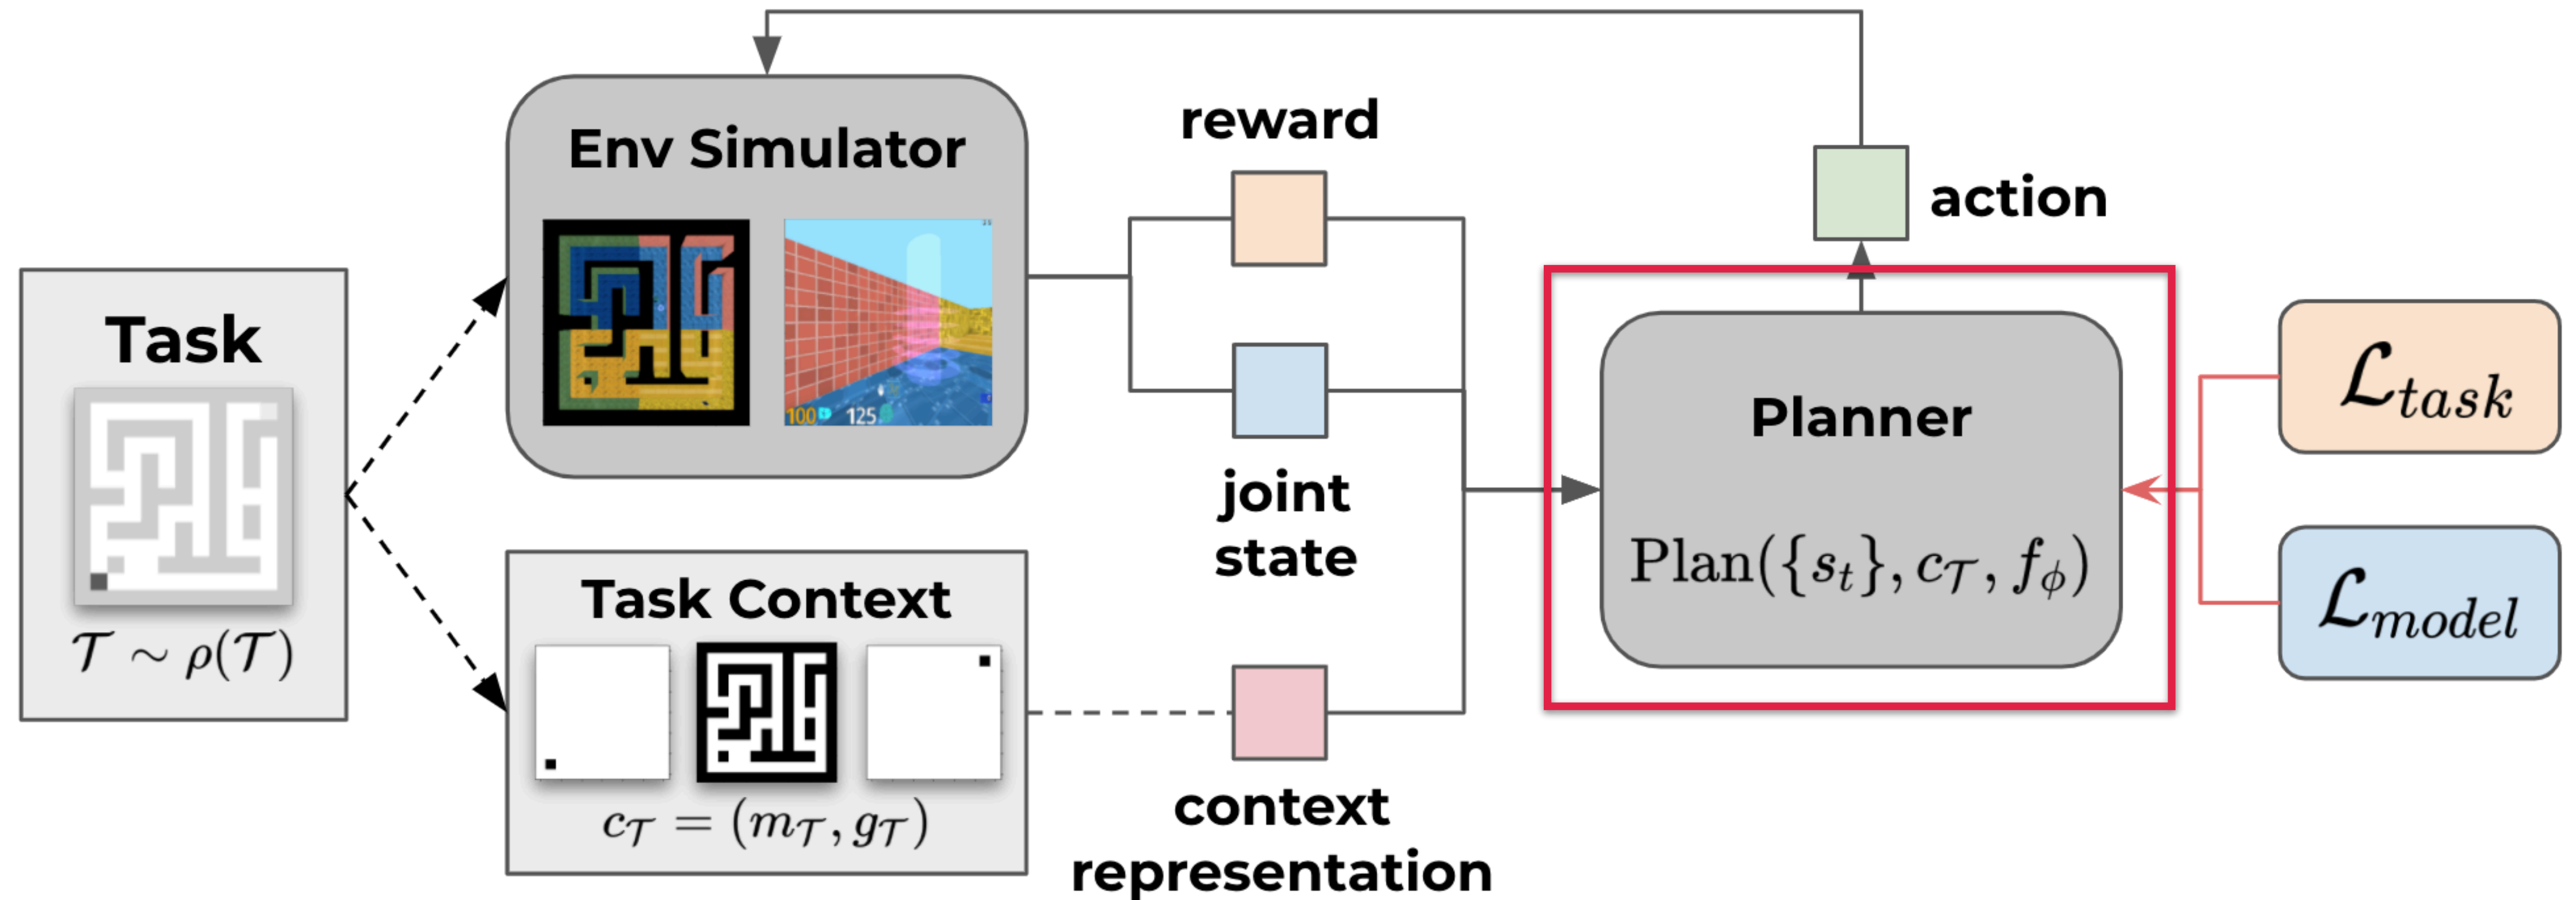 Task
𝒯 ∼ ρ(𝒯)
Env Simulator
100
125
Task Context
c_𝒯 = (m_𝒯, g_𝒯)
reward
joint
state
context
representation
action
Planner
Plan({s_t}, c_𝒯, f_ϕ)
ℒ_task
ℒ_model